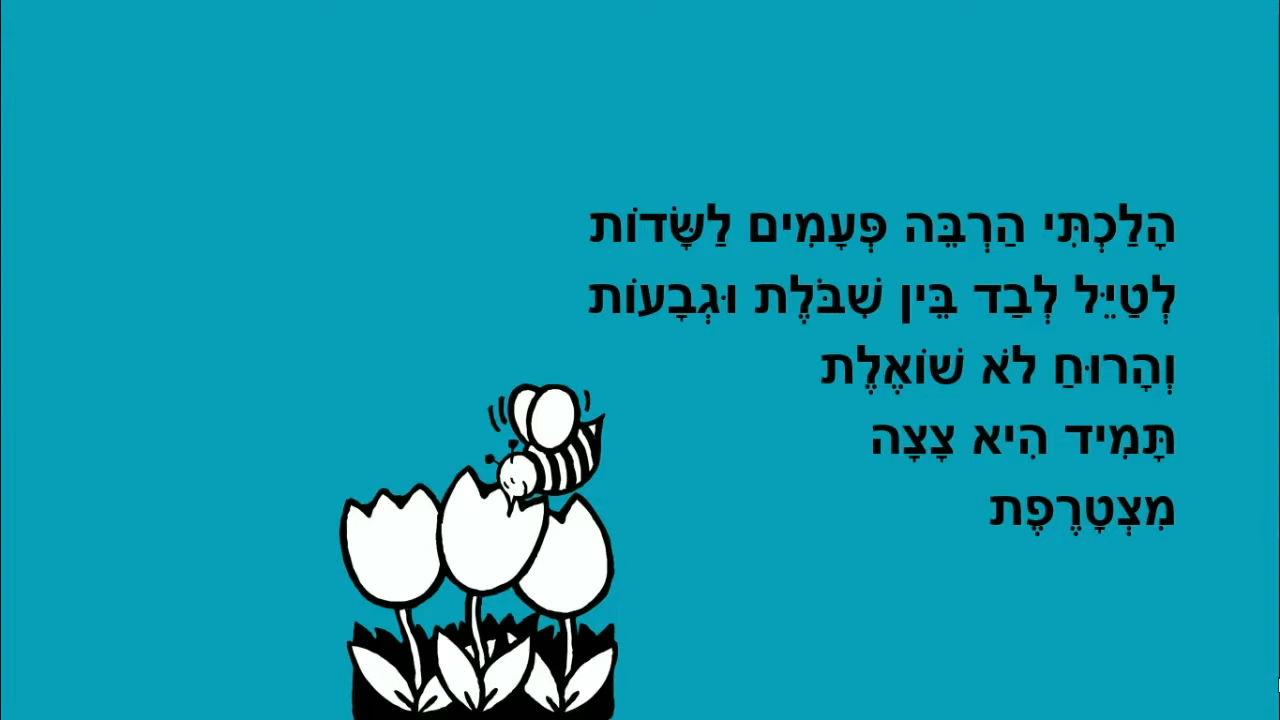 הָלַכְתִּי הַרְבֵּה פְּעָמִים לַשָּׂדוֹת
לְטַיֵּל לְבַד בֵּין שִׁבֹּלֶת וּגְבָעוֹת
וְהָרוּחַ לֹא שׁוֹאֶלֶת
תָּמִיד הִיא צָצָה
מִצְטָרֶפֶת